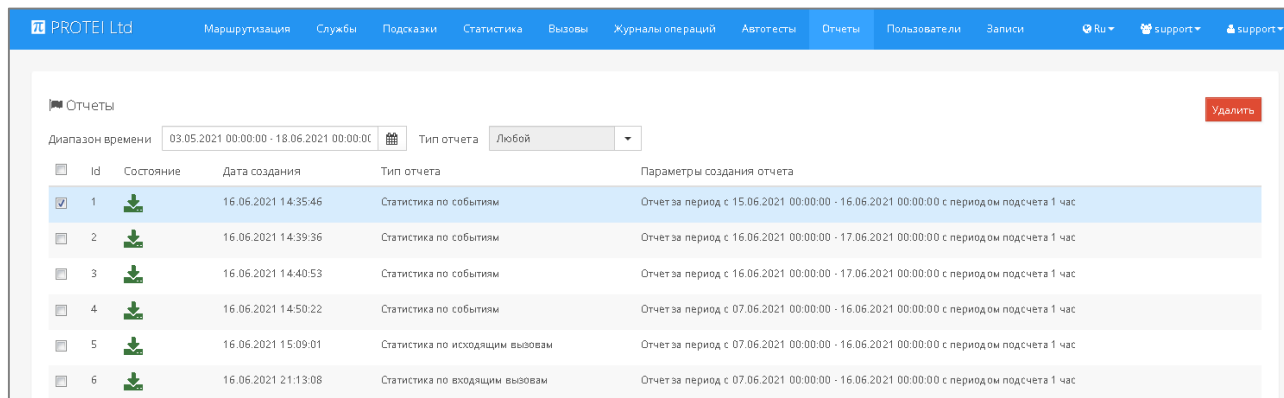 PROTEI Ltd Маршрутизация Службы Подсказки Статистика Вызовы Журналы операций Автотесты Отчеты Пользователи Записи Ru support support
Отчеты
Удалить
Диапазон времени 03.05.2021 00:00:00 - 18.06.2021 00:00:00 Тип отчета Любой
Id Состояние Дата создания Тип отчета Параметры создания отчета
1 16.06.2021 14:35:46 Статистика по событиям Отчет за период с 15.06.2021 00:00:00 - 16.06.2021 00:00:00 с периодом подсчета 1 час
2 16.06.2021 14:39:36 Статистика по событиям Отчет за период с 16.06.2021 00:00:00 - 17.06.2021 00:00:00 с периодом подсчета 1 час
3 16.06.2021 14:40:53 Статистика по событиям Отчет за период с 16.06.2021 00:00:00 - 17.06.2021 00:00:00 с периодом подсчета 1 час
4 16.06.2021 14:50:22 Статистика по событиям Отчет за период с 07.06.2021 00:00:00 - 16.06.2021 00:00:00 с периодом подсчета 1 час
5 16.06.2021 15:09:01 Статистика по исходящим вызовам Отчет за период с 07.06.2021 00:00:00 - 16.06.2021 00:00:00 с периодом подсчета 1 час
6 16.06.2021 21:13:08 Статистика по входящим вызовам Отчет за период с 07.06.2021 00:00:00 - 16.06.2021 00:00:00 с периодом подсчета 1 час